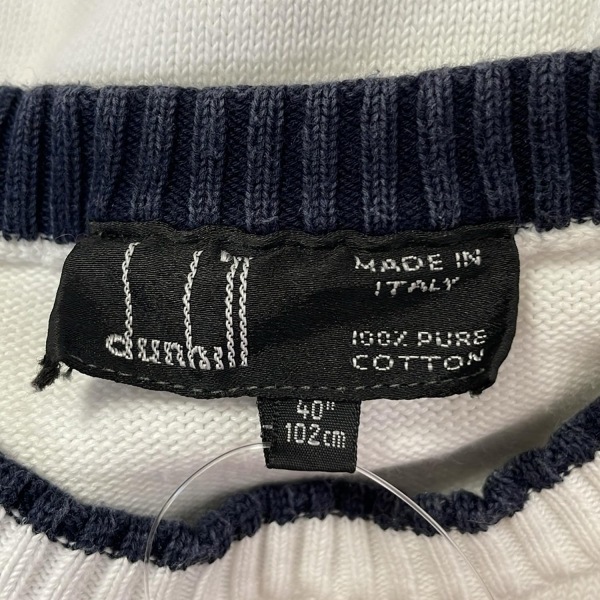 dunhill
MADE IN
ITALY
100% PURE
COTTON
40"
102cm